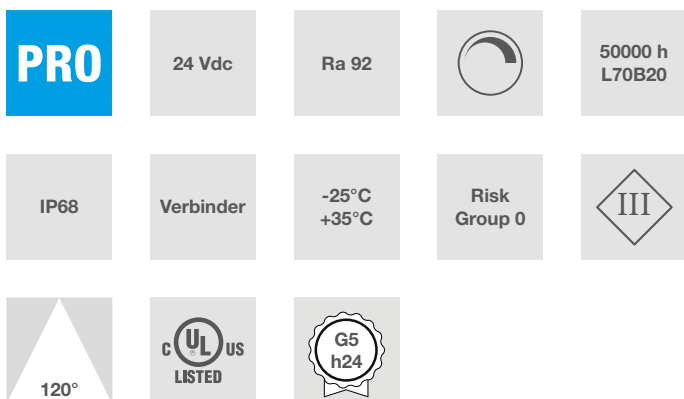 PRO
24 Vdc
Ra 92
50000 h
L70B20
IP68
Verbinder
-25°C
+35°C
Risk
Group 0
III
120°
C UL US
®
LISTED
G5
h24